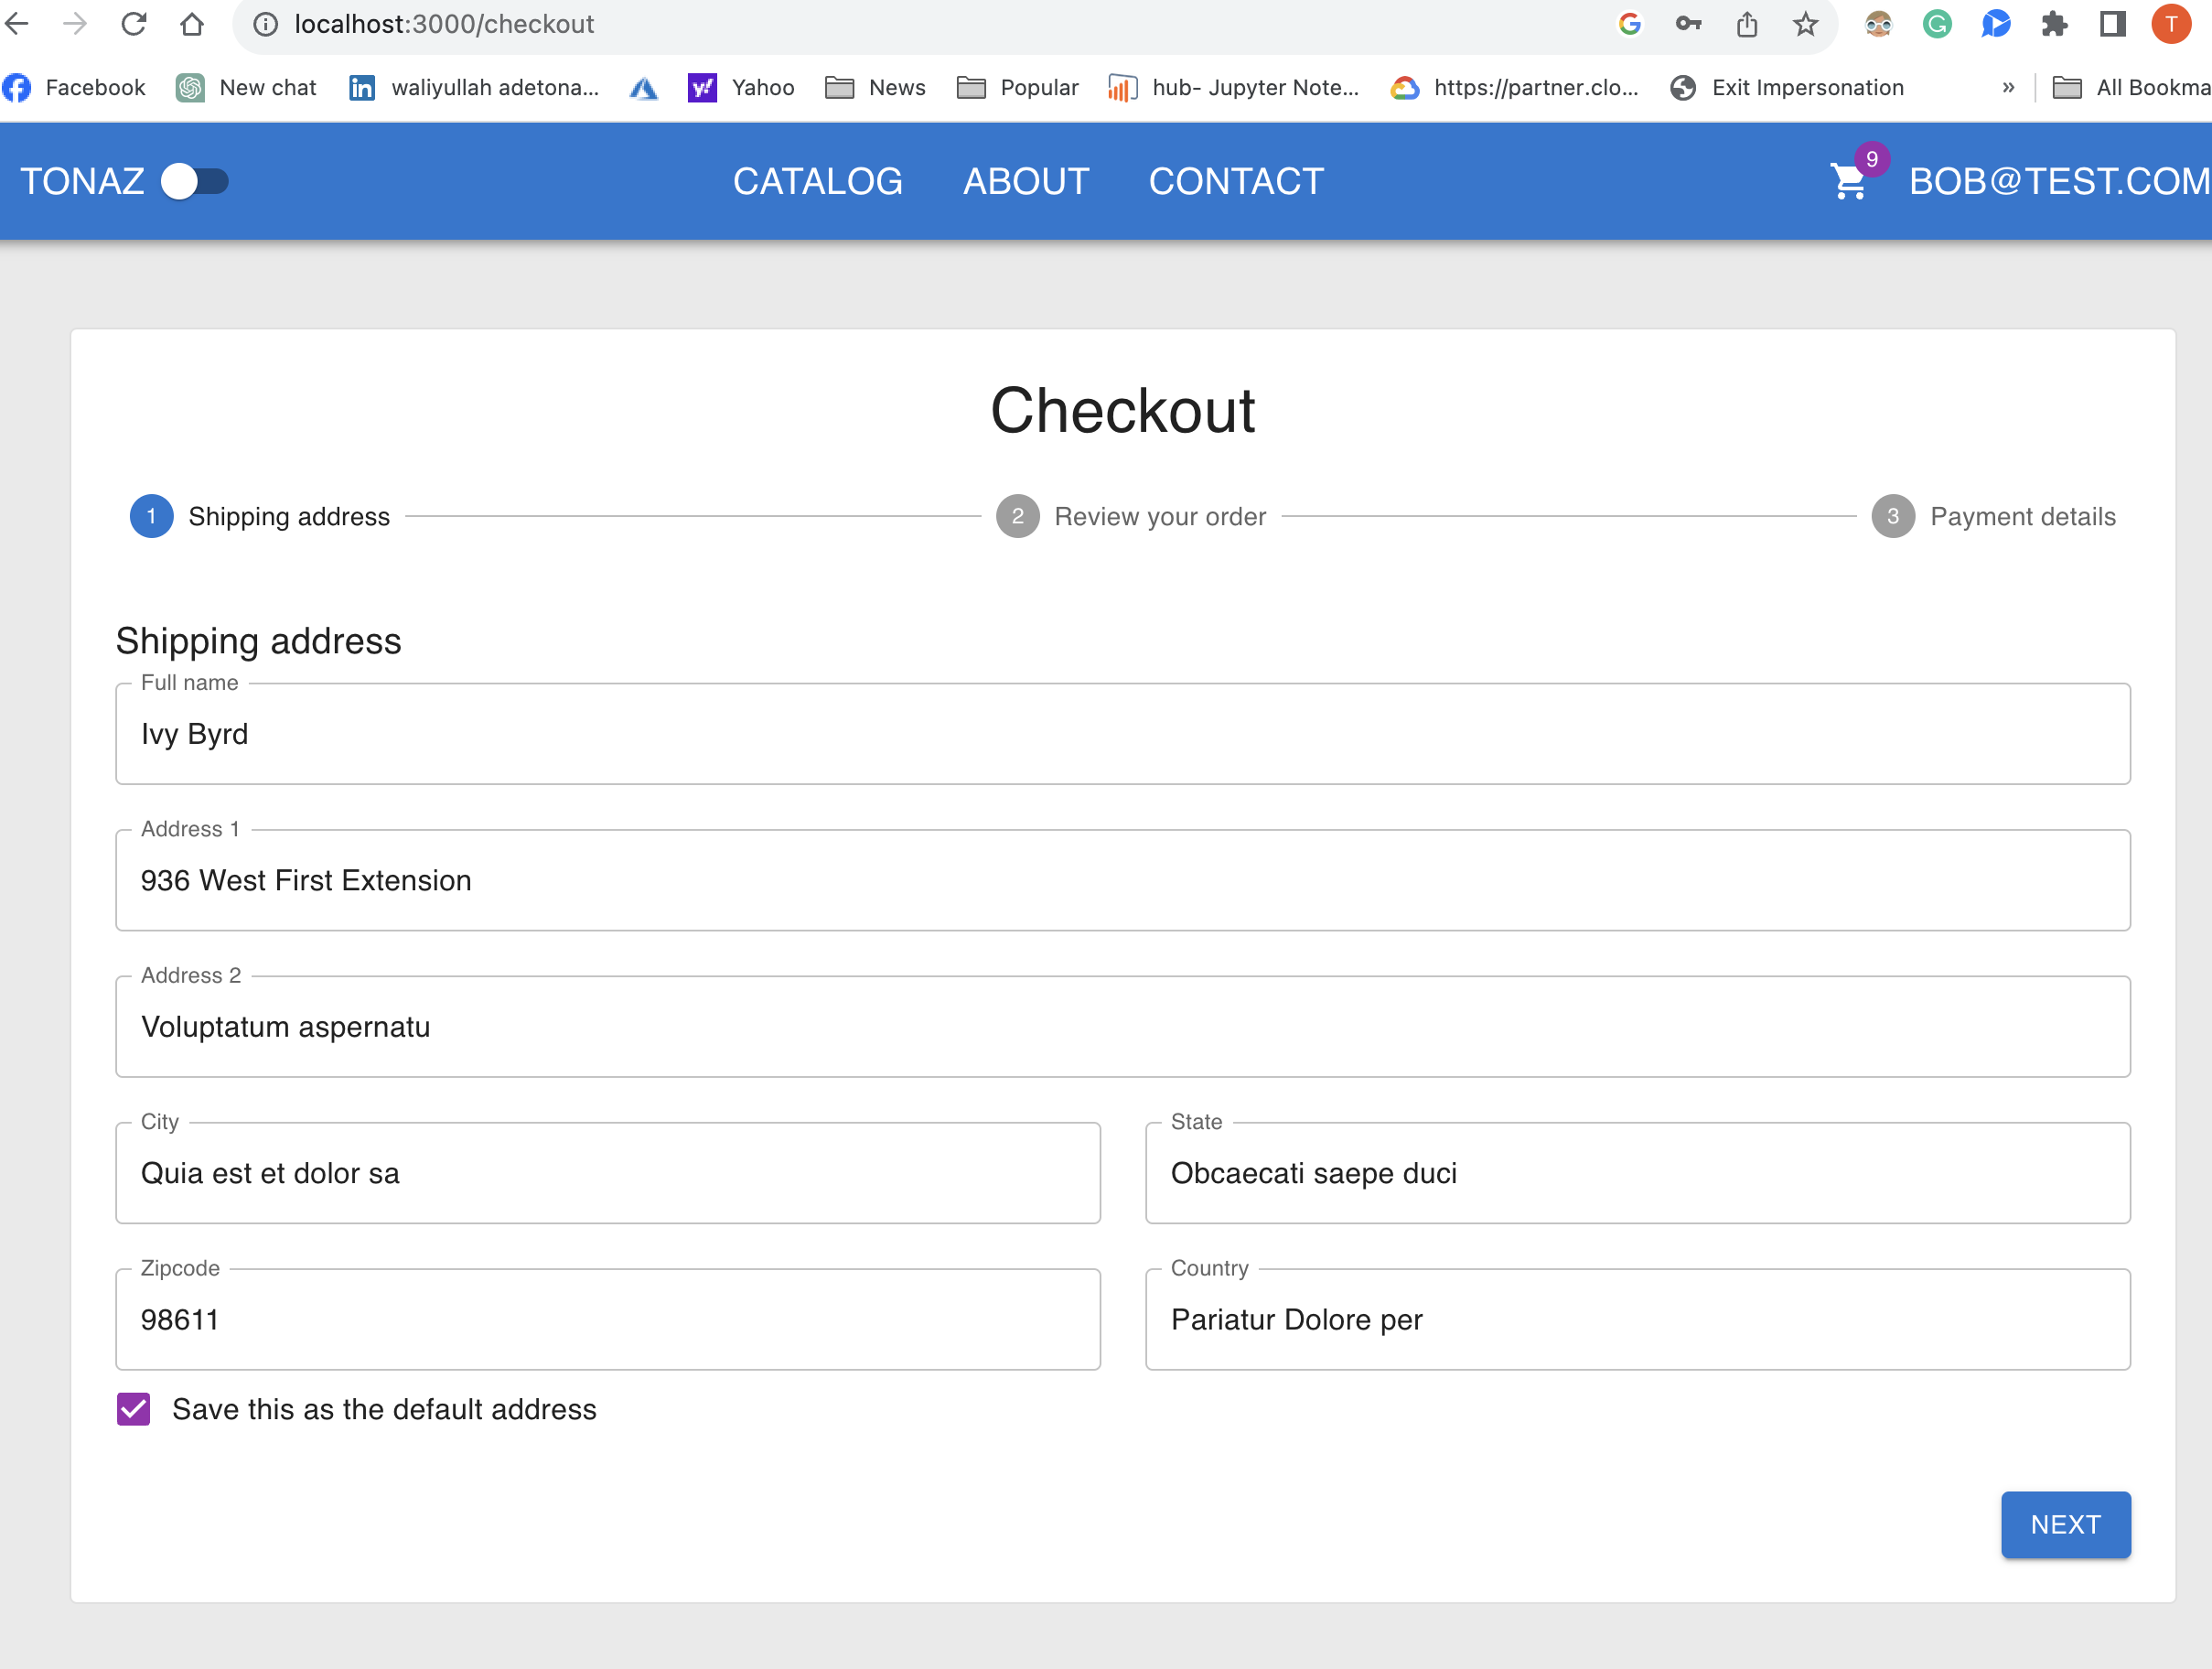 localhost:3000/checkout
T
Facebook New chat waliyullah adetona... Yahoo News Popular hub- Jupyter Note... https://partner.clo... Exit Impersonation » All Bookma
TONAZ CATALOG ABOUT CONTACT 9 BOB@TEST.COM
Checkout
1 Shipping address 2 Review your order 3 Payment details
Shipping address
Full name
Ivy Byrd
Address 1
936 West First Extension
Address 2
Voluptatum aspernatu
City State
Quia est et dolor sa Obcaecati saepe duci
Zipcode Country
98611 Pariatur Dolore per
Save this as the default address
NEXT